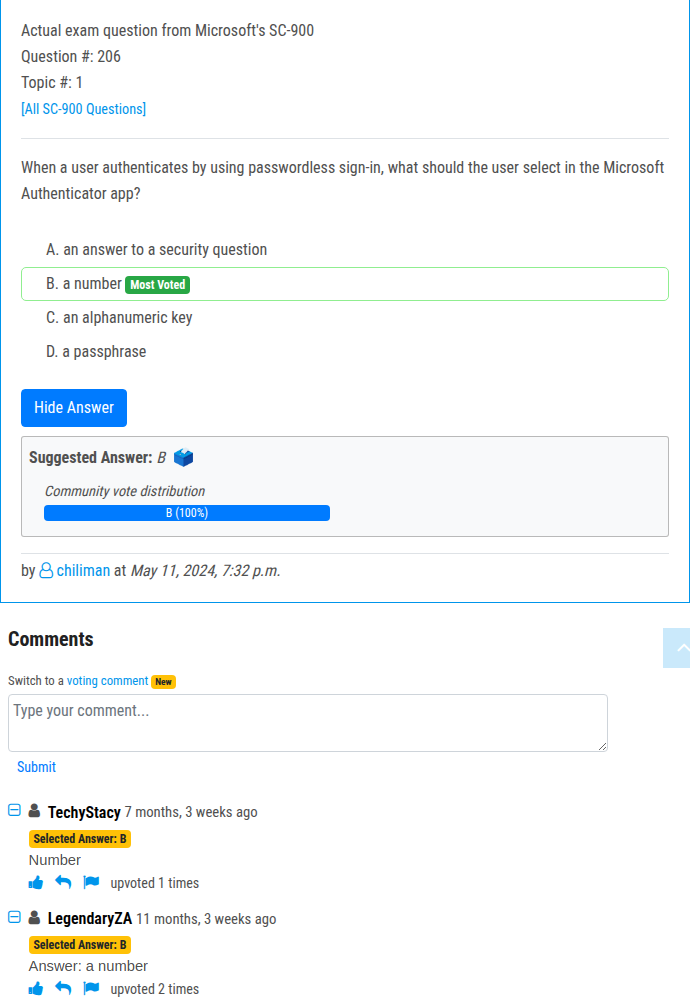 Actual exam question from Microsoft's SC-900
Question #: 206
Topic #: 1
[All SC-900 Questions]
When a user authenticates by using passwordless sign-in, what should the user select in the Microsoft
Authenticator app?
A. an answer to a security question
B. a number Most Voted
C. an alphanumeric key
D. a passphrase
Hide Answer
Suggested Answer: B
Community vote distribution
B (100%)
by chiliman at May 11, 2024, 7:32 p.m.
Comments
Switch to a voting comment New
Type your comment...
Submit
TechyStacy 7 months, 3 weeks ago
Selected Answer: B
Number
upvoted 1 times
LegendaryZA 11 months, 3 weeks ago
Selected Answer: B
Answer: a number
upvoted 2 times